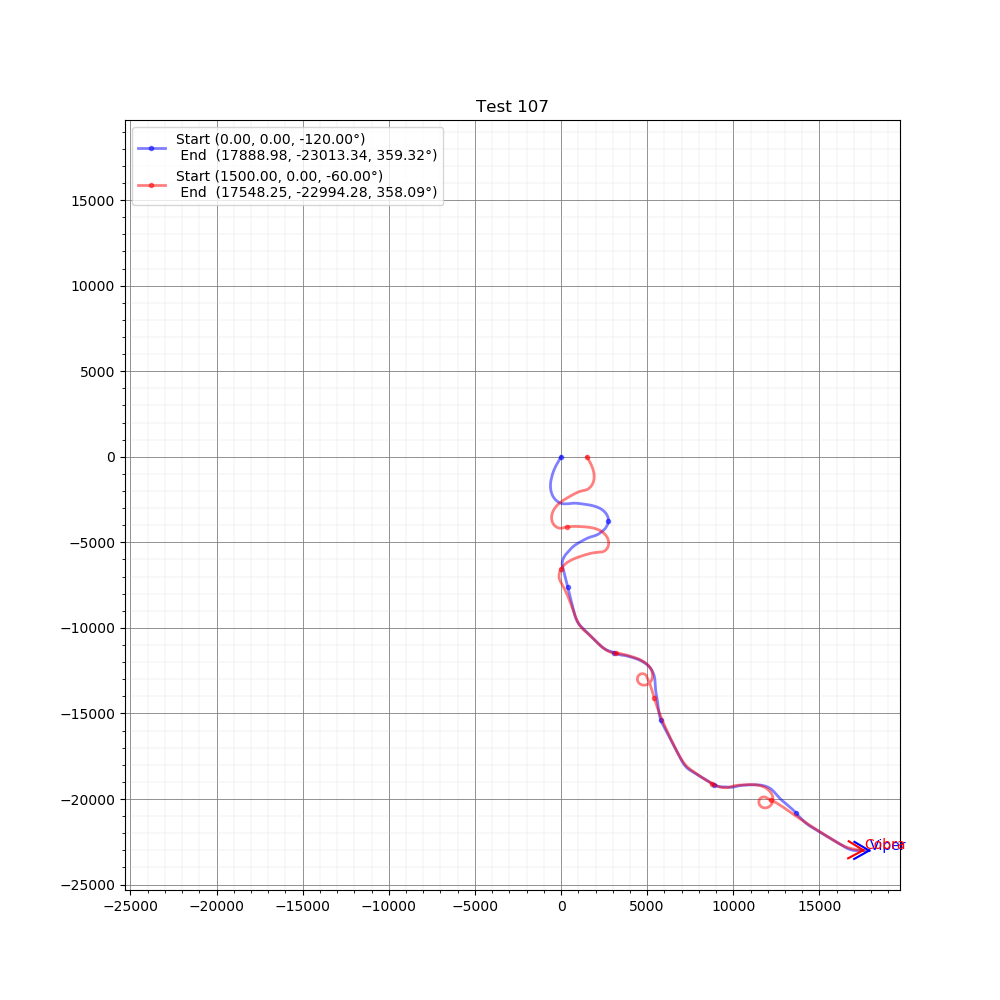 Test 107
Start (0.00, 0.00, -120.00°)
End (17888.98, -23013.34, 359.32°)
Start (1500.00, 0.00, -60.00°)
End (17548.25, -22994.28, 358.09°)
15000
10000
5000
0
−5000
−10000
−15000
−20000
−25000
Cobra
Viper
−25000 −20000 −15000 −10000 −5000 0 5000 10000 15000